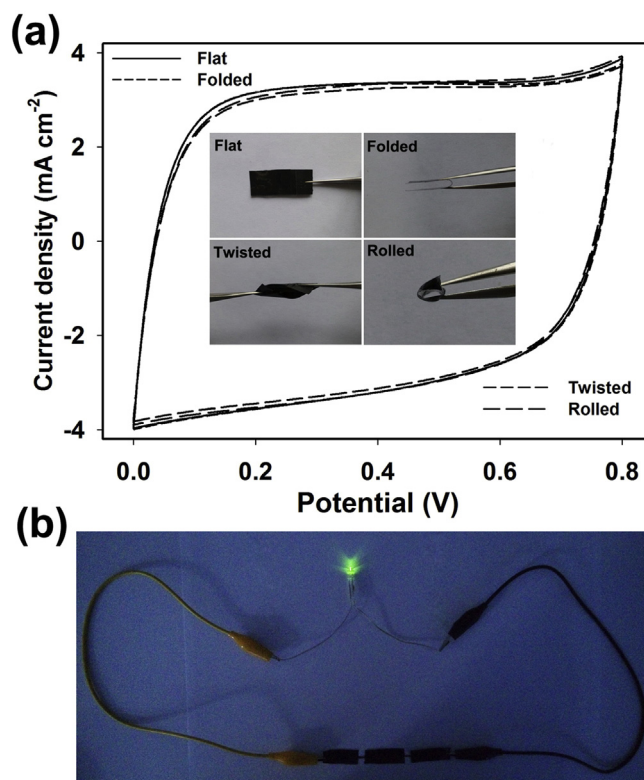 (a)
4
2
0
-2
-4
Current density (mA cm-2)
Flat
Folded
Flat
Folded
Twisted
Rolled
Twisted
Rolled
0.0 0.2 0.4 0.6 0.8
Potential (V)
(b)